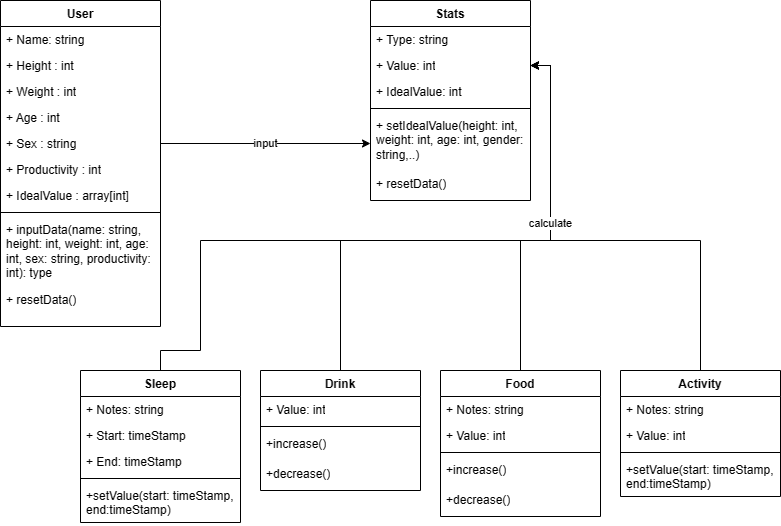 User
+ Name: string
+ Height : int
+ Weight : int
+ Age : int
+ Sex : string
+ Productivity : int
+ IdealValue : array[int]
+ inputData(name: string,
height: int, weight: int, age:
int, sex: string, productivity:
int): type
+ resetData()
input
Stats
+ Type: string
+ Value: int
+ IdealValue: int
+ setIdealValue(height: int,
weight: int, age: int, gender:
string,..)
+ resetData()
calculate
Sleep
+ Notes: string
+ Start: timeStamp
+ End: timeStamp
+setValue(start: timeStamp,
end:timeStamp)
Drink
+ Value: int
+increase()
+decrease()
Food
+ Notes: string
+ Value: int
+increase()
+decrease()
Activity
+ Notes: string
+ Value: int
+setValue(start: timeStamp,
end:timeStamp)